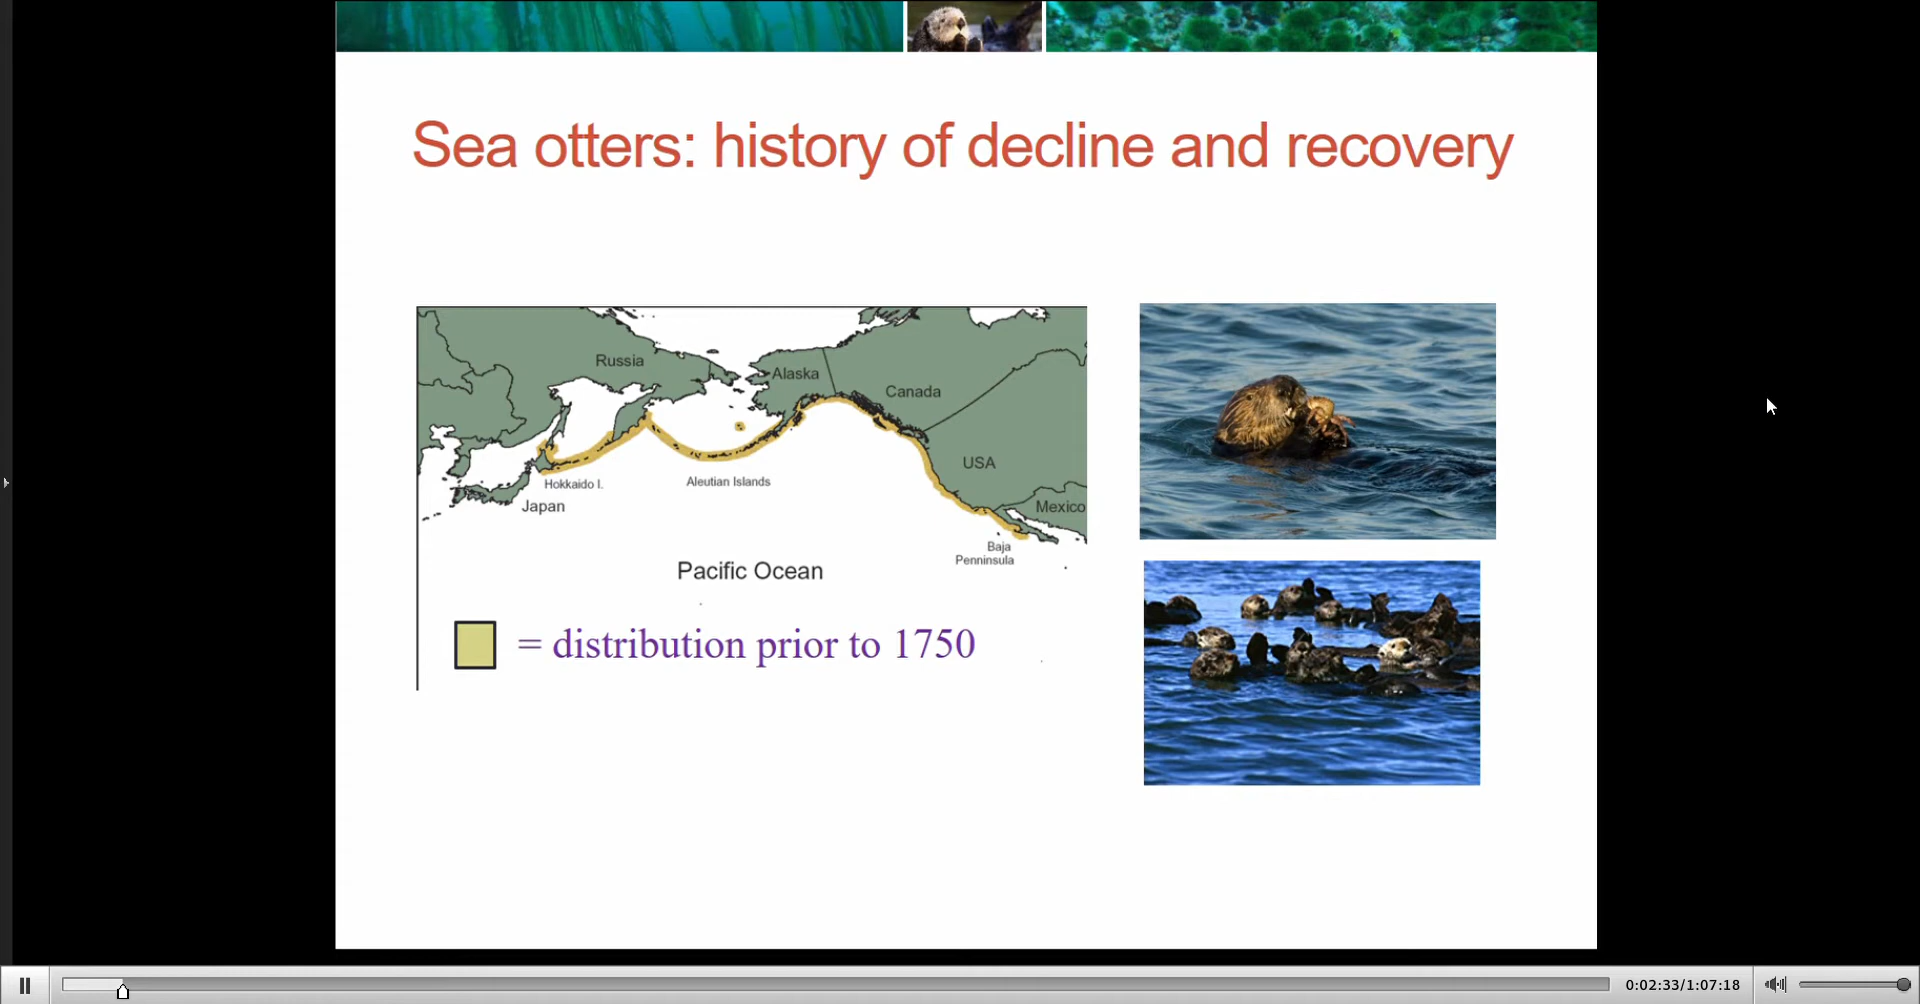 Sea otters: history of decline and recovery
Russia
Alaska
Canada
USA
Mexico
Hokkaido I.
Japan
Aleutian Islands
Baja
Penninsula
Pacific Ocean
= distribution prior to 1750
0:02:33/1:07:18